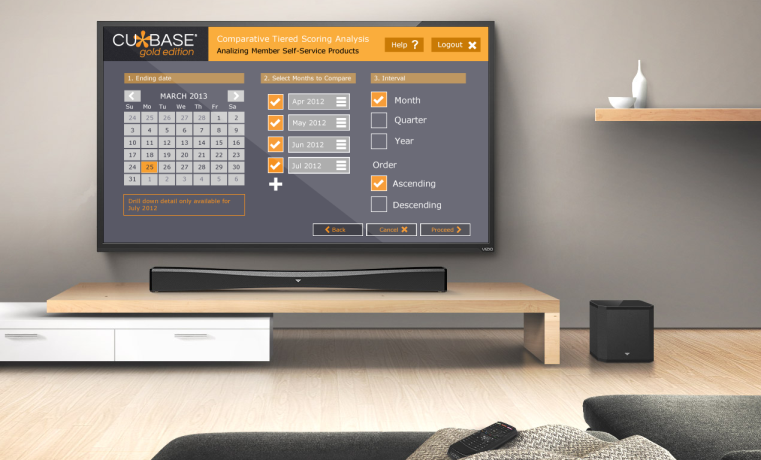 CU*BASE®
gold edition
Comparative Tiered Scoring Analysis
Analizing Member Self-Service Products
Help ?
Logout
1. Ending date
2. Select Months to Compare
3. Interval
MARCH 2013
Su Mo Tu We Th Fr Sa
24 25 26 27 28 1 2
3 4 5 6 7 8 9
10 11 12 13 14 15 16
17 18 19 20 21 22 23
24 25 26 27 28 29 30
31 1 2 3 4 5 6
Drill down detail only available for
July 2012
Apr 2012
May 2012
Jun 2012
Jul 2012
Month
Quarter
Year
Order
Ascending
Descending
Back
Cancel
Proceed
VIZIO